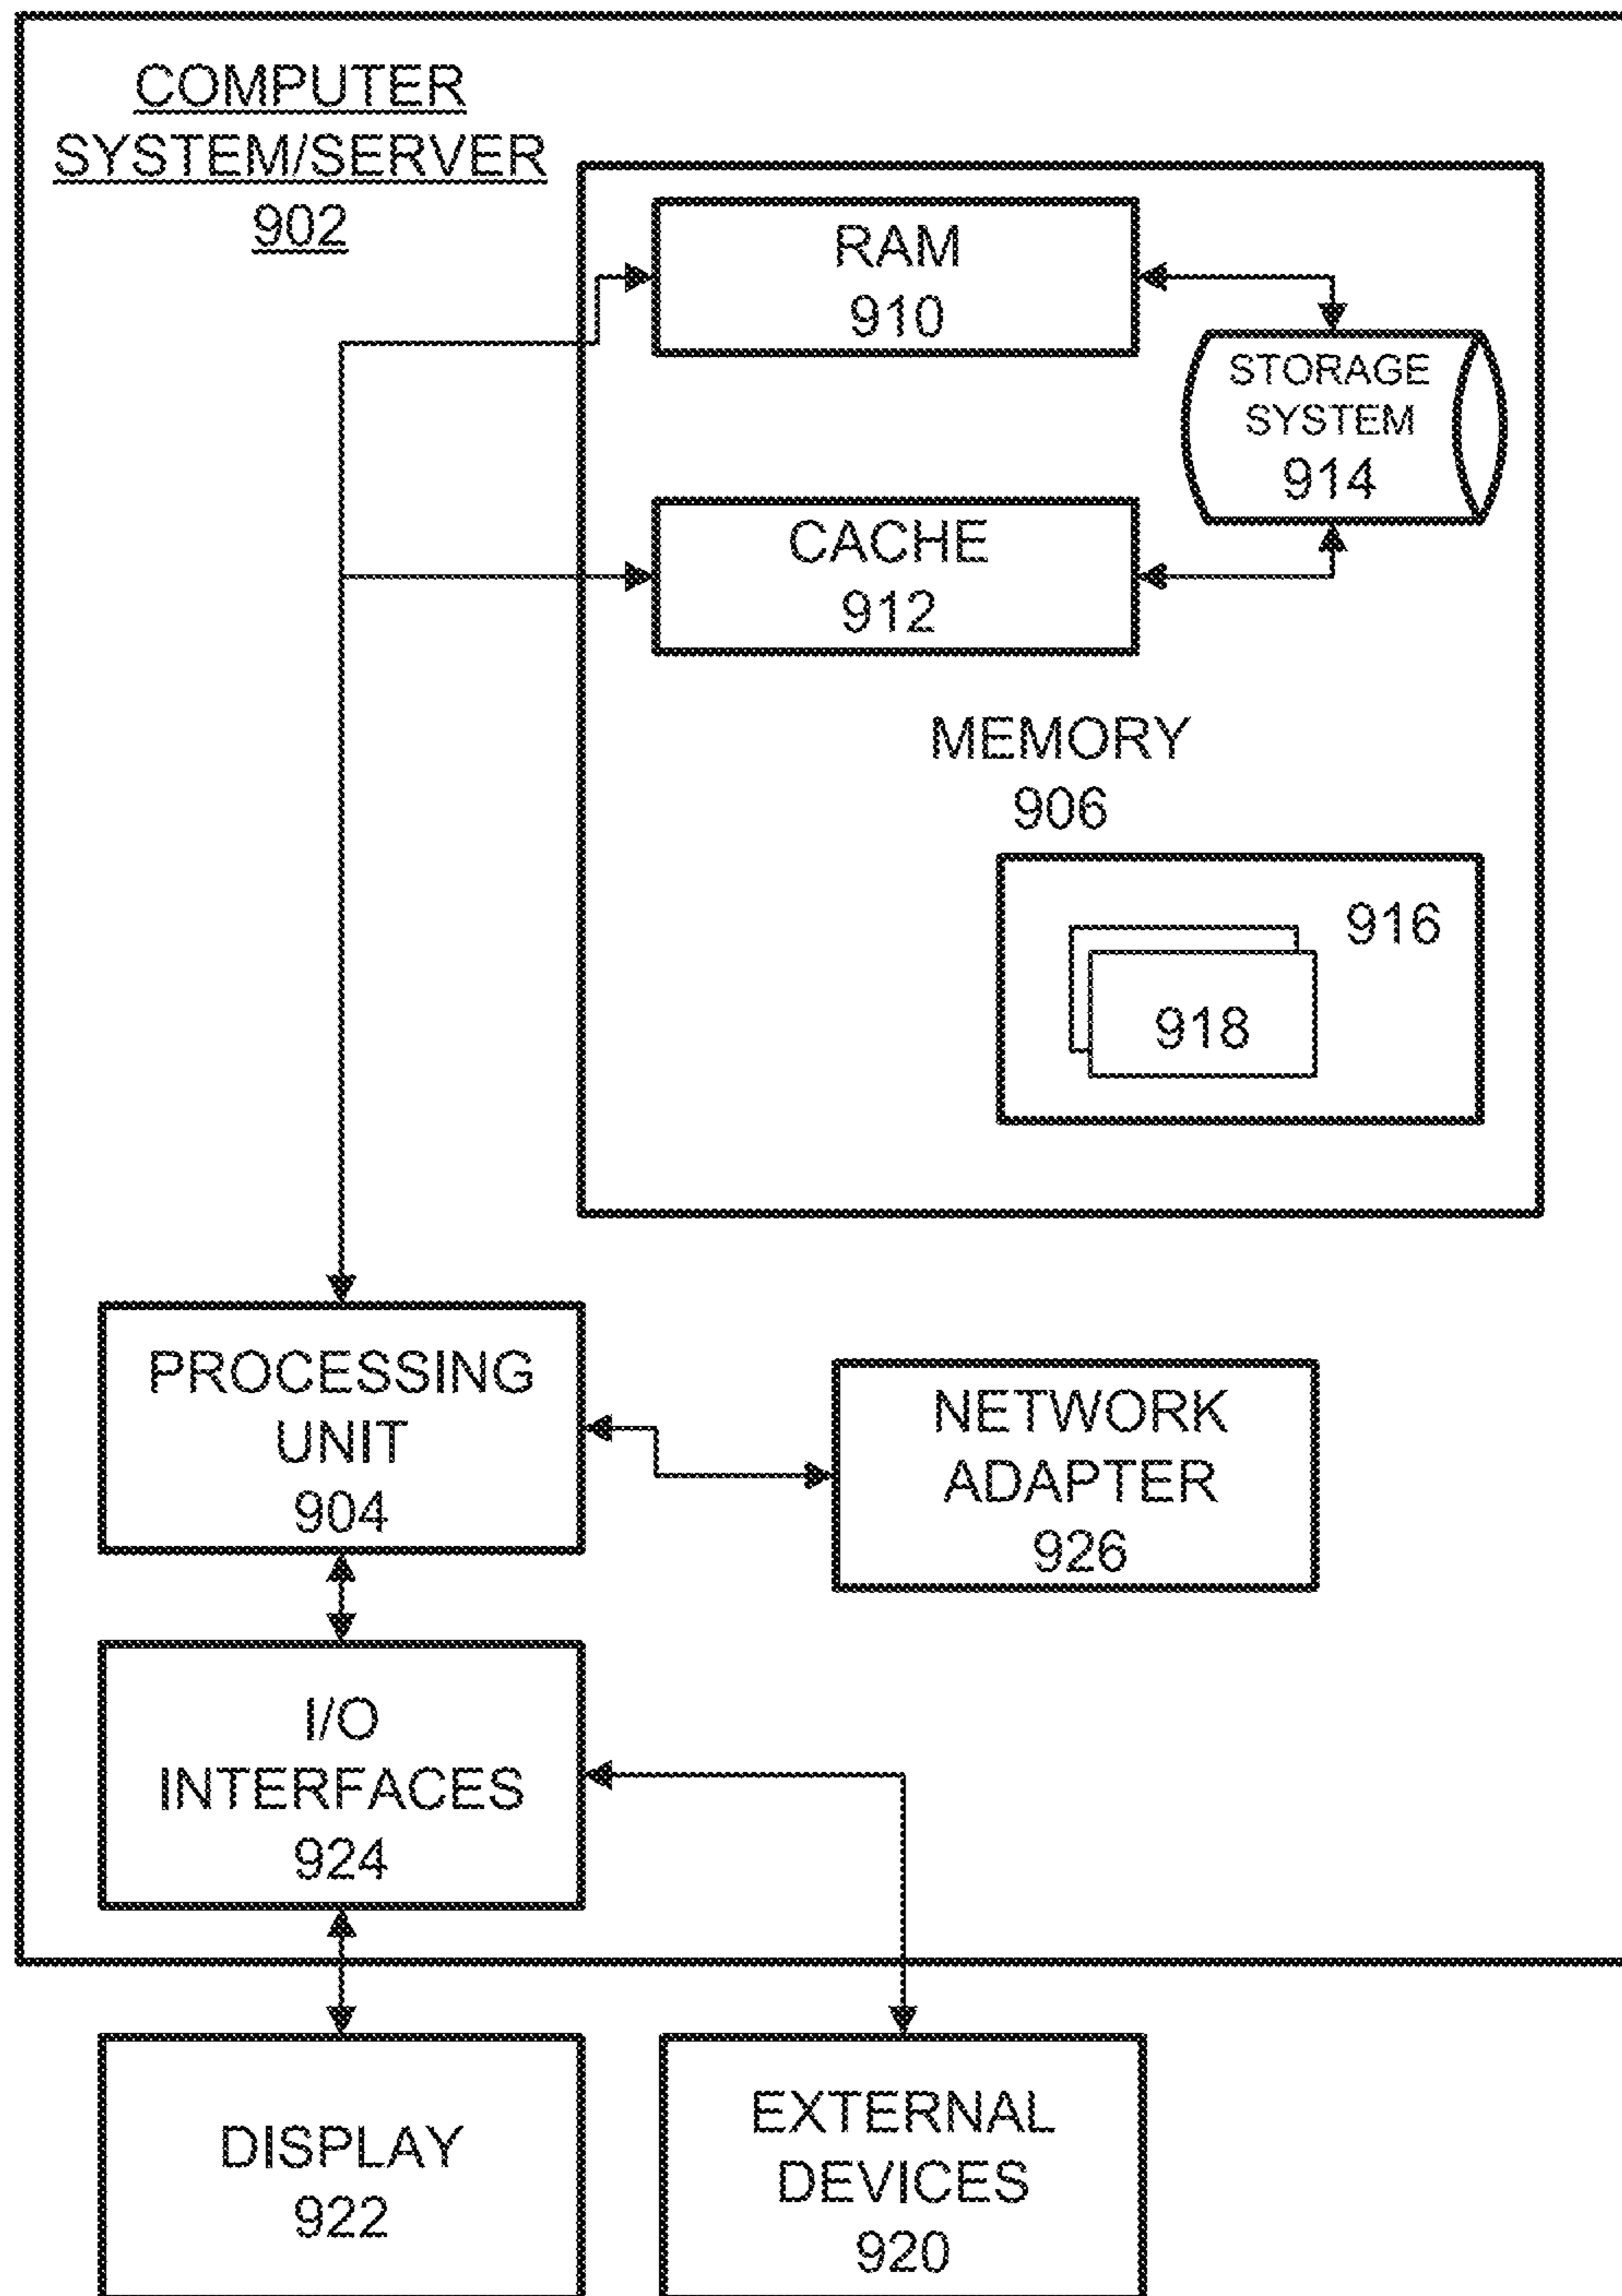 COMPUTER
SYSTEM/SERVER
902
RAM
910
STORAGE
SYSTEM
914
CACHE
912
MEMORY
906
916
918
PROCESSING
UNIT
904
NETWORK
ADAPTER
926
I/O
INTERFACES
924
DISPLAY
922
EXTERNAL
DEVICES
920